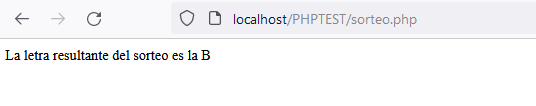 localhost/PHPTEST/sorteo.php
La letra resultante del sorteo es la B